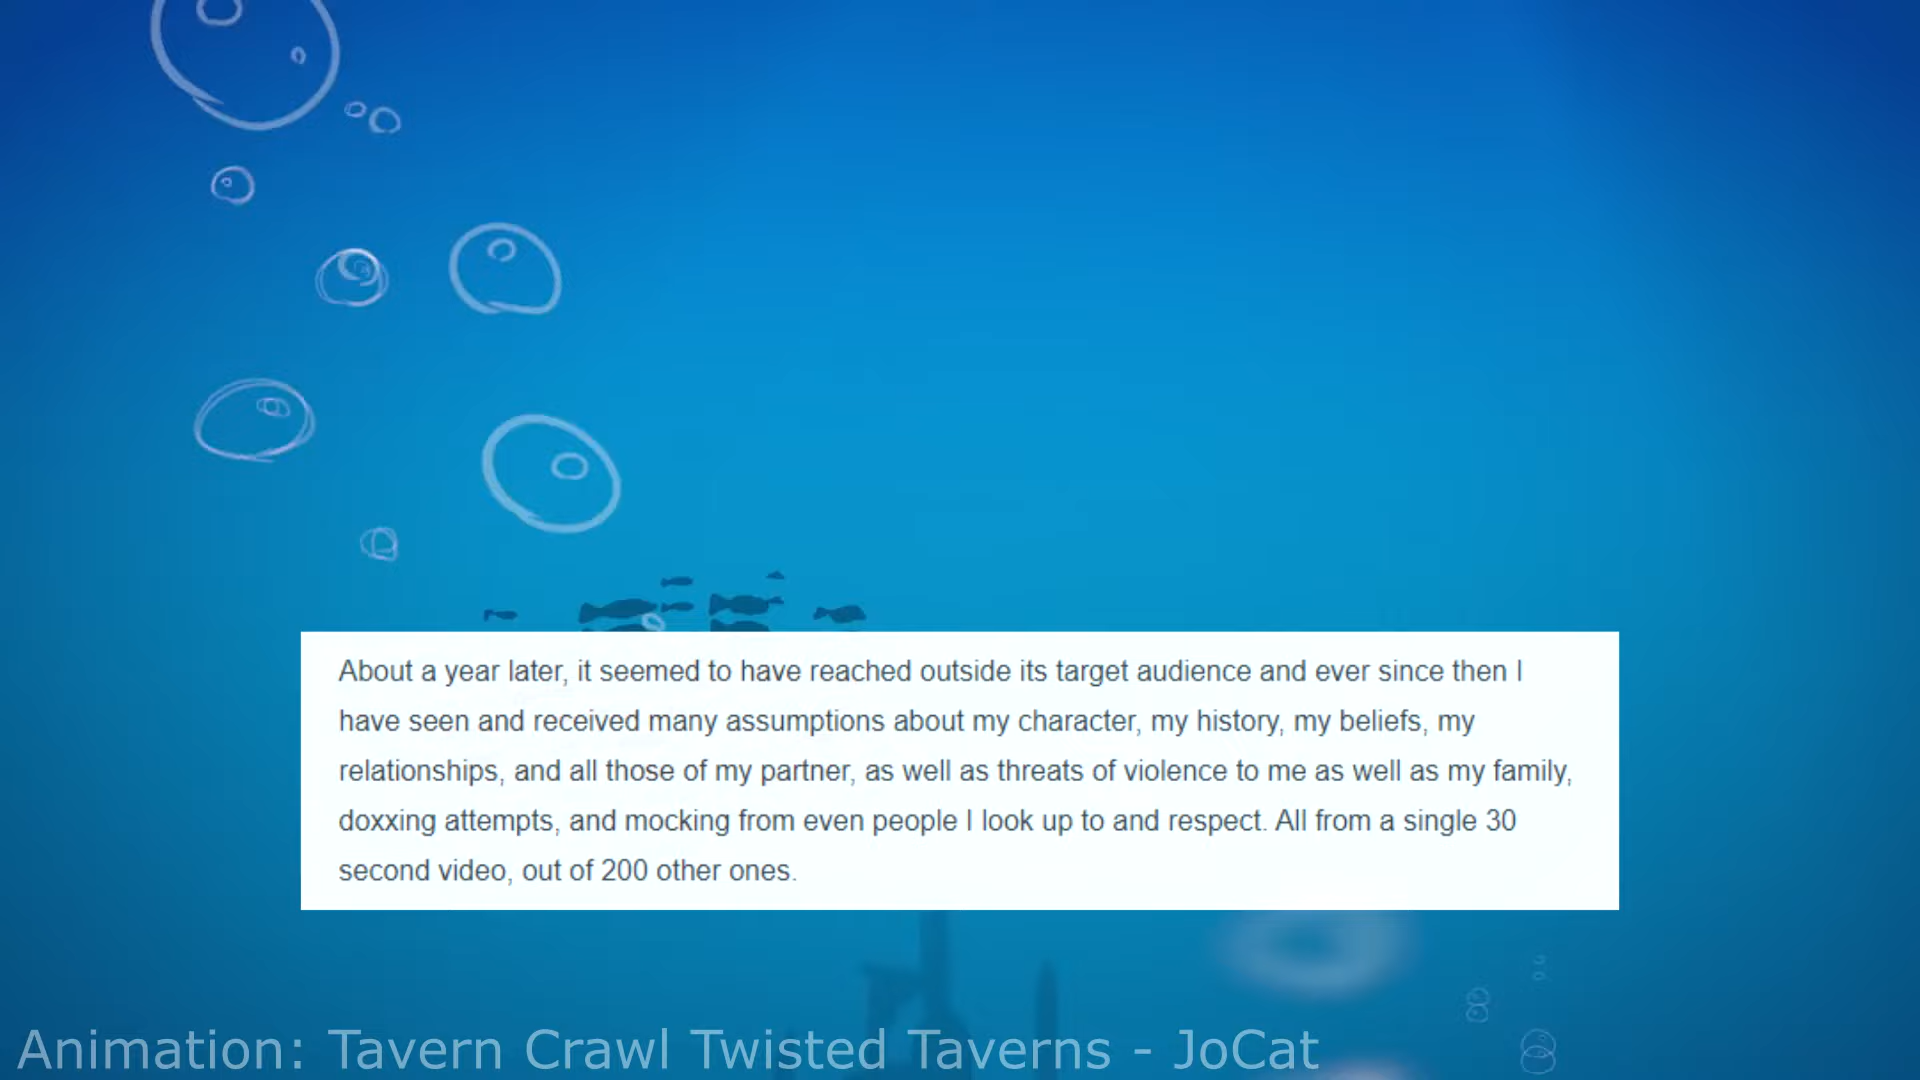 About a year later, it seemed to have reached outside its target audience and ever since then I
have seen and received many assumptions about my character, my history, my beliefs, my
relationships, and all those of my partner, as well as threats of violence to me as well as my family,
doxxing attempts, and mocking from even people I look up to and respect. All from a single 30
second video, out of 200 other ones.
Animation: Tavern Crawl Twisted Taverns - JoCat